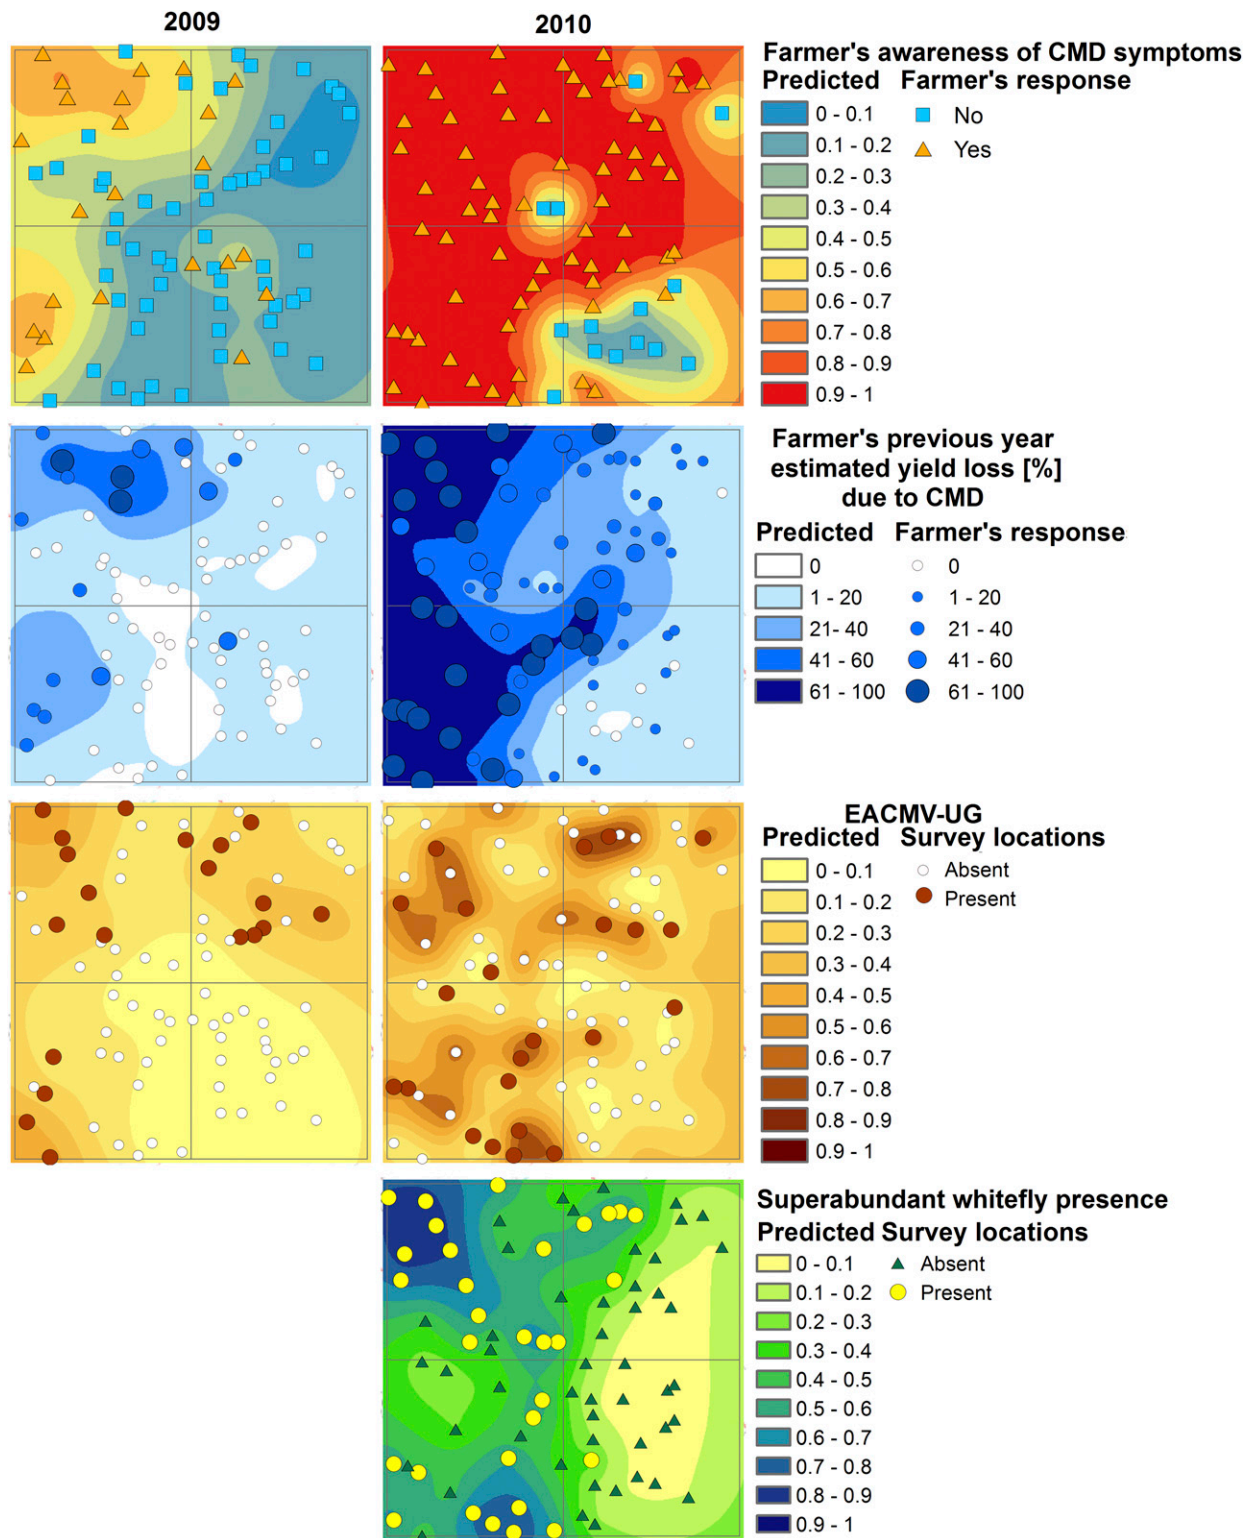 2009 2010
Farmer's awareness of CMD symptoms
Predicted Farmer's response
0 - 0.1 No
0.1 - 0.2 Yes
0.2 - 0.3
0.3 - 0.4
0.4 - 0.5
0.5 - 0.6
0.6 - 0.7
0.7 - 0.8
0.8 - 0.9
0.9 - 1
Farmer's previous year
estimated yield loss [%]
due to CMD
Predicted Farmer's response
0 0
1 - 20 1 - 20
21- 40 21 - 40
41 - 60 41 - 60
61 - 100 61 - 100
EACMV-UG
Predicted Survey locations
0 - 0.1 Absent
0.1 - 0.2 Present
0.2 - 0.3
0.3 - 0.4
0.4 - 0.5
0.5 - 0.6
0.6 - 0.7
0.7 - 0.8
0.8 - 0.9
0.9 - 1
Superabundant whitefly presence
Predicted Survey locations
0 - 0.1 Absent
0.1 - 0.2 Present
0.2 - 0.3
0.3 - 0.4
0.4 - 0.5
0.5 - 0.6
0.6 - 0.7
0.7 - 0.8
0.8 - 0.9
0.9 - 1